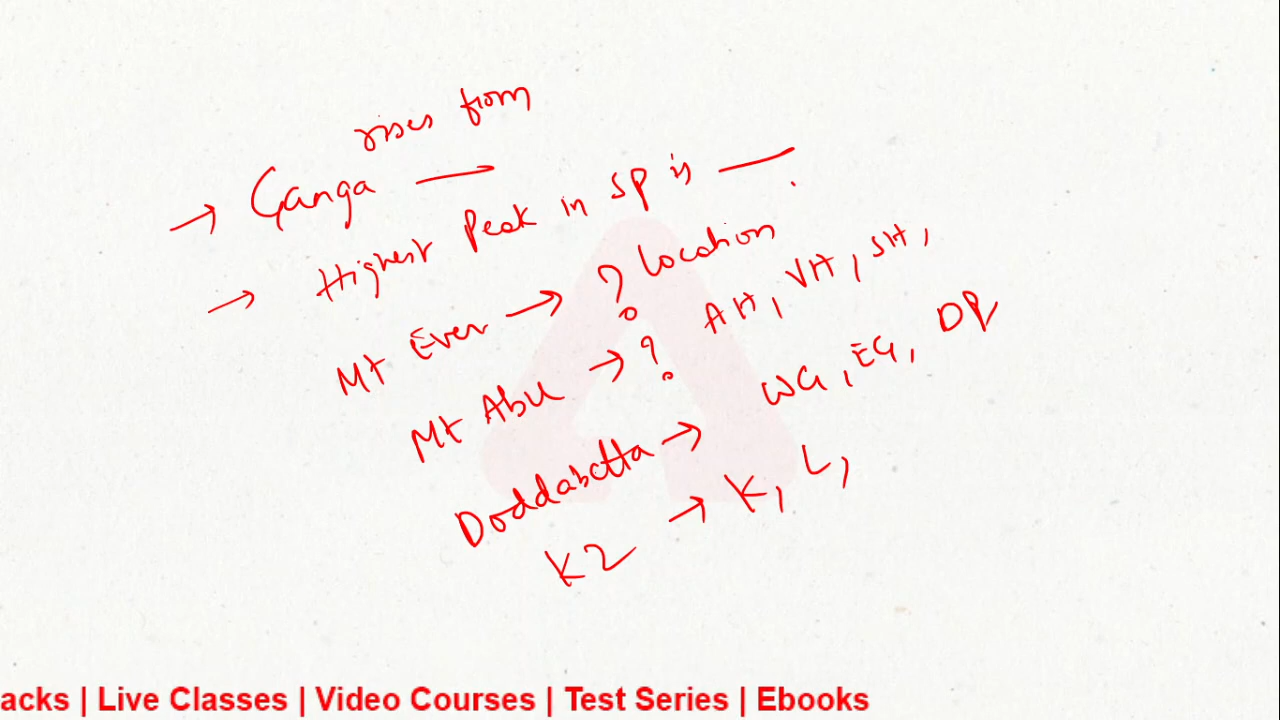 rises from
→ Ganga —
→ Highest Peak in SP is — .
Mt Ever → ? location
Mt Abu → ? AH, VH, SH,
Doddabetta → WG, EG, DP
K2 → K, L,
acks | Live Classes | Video Courses | Test Series | Ebooks